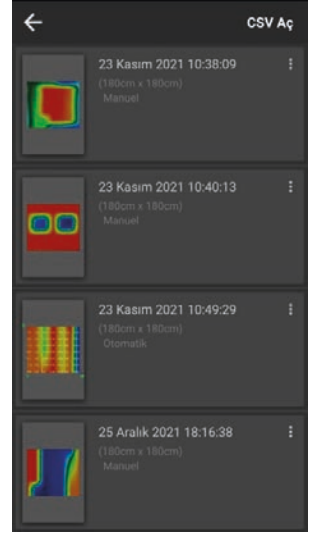 CSV Aç
23 Kasım 2021 10:38:09
(180cm x 180cm)
Manuel
23 Kasım 2021 10:40:13
(180cm x 180cm)
Manuel
23 Kasım 2021 10:49:29
(180cm x 180cm)
Otomatik
25 Aralık 2021 18:16:38
(180cm x 180cm)
Manuel